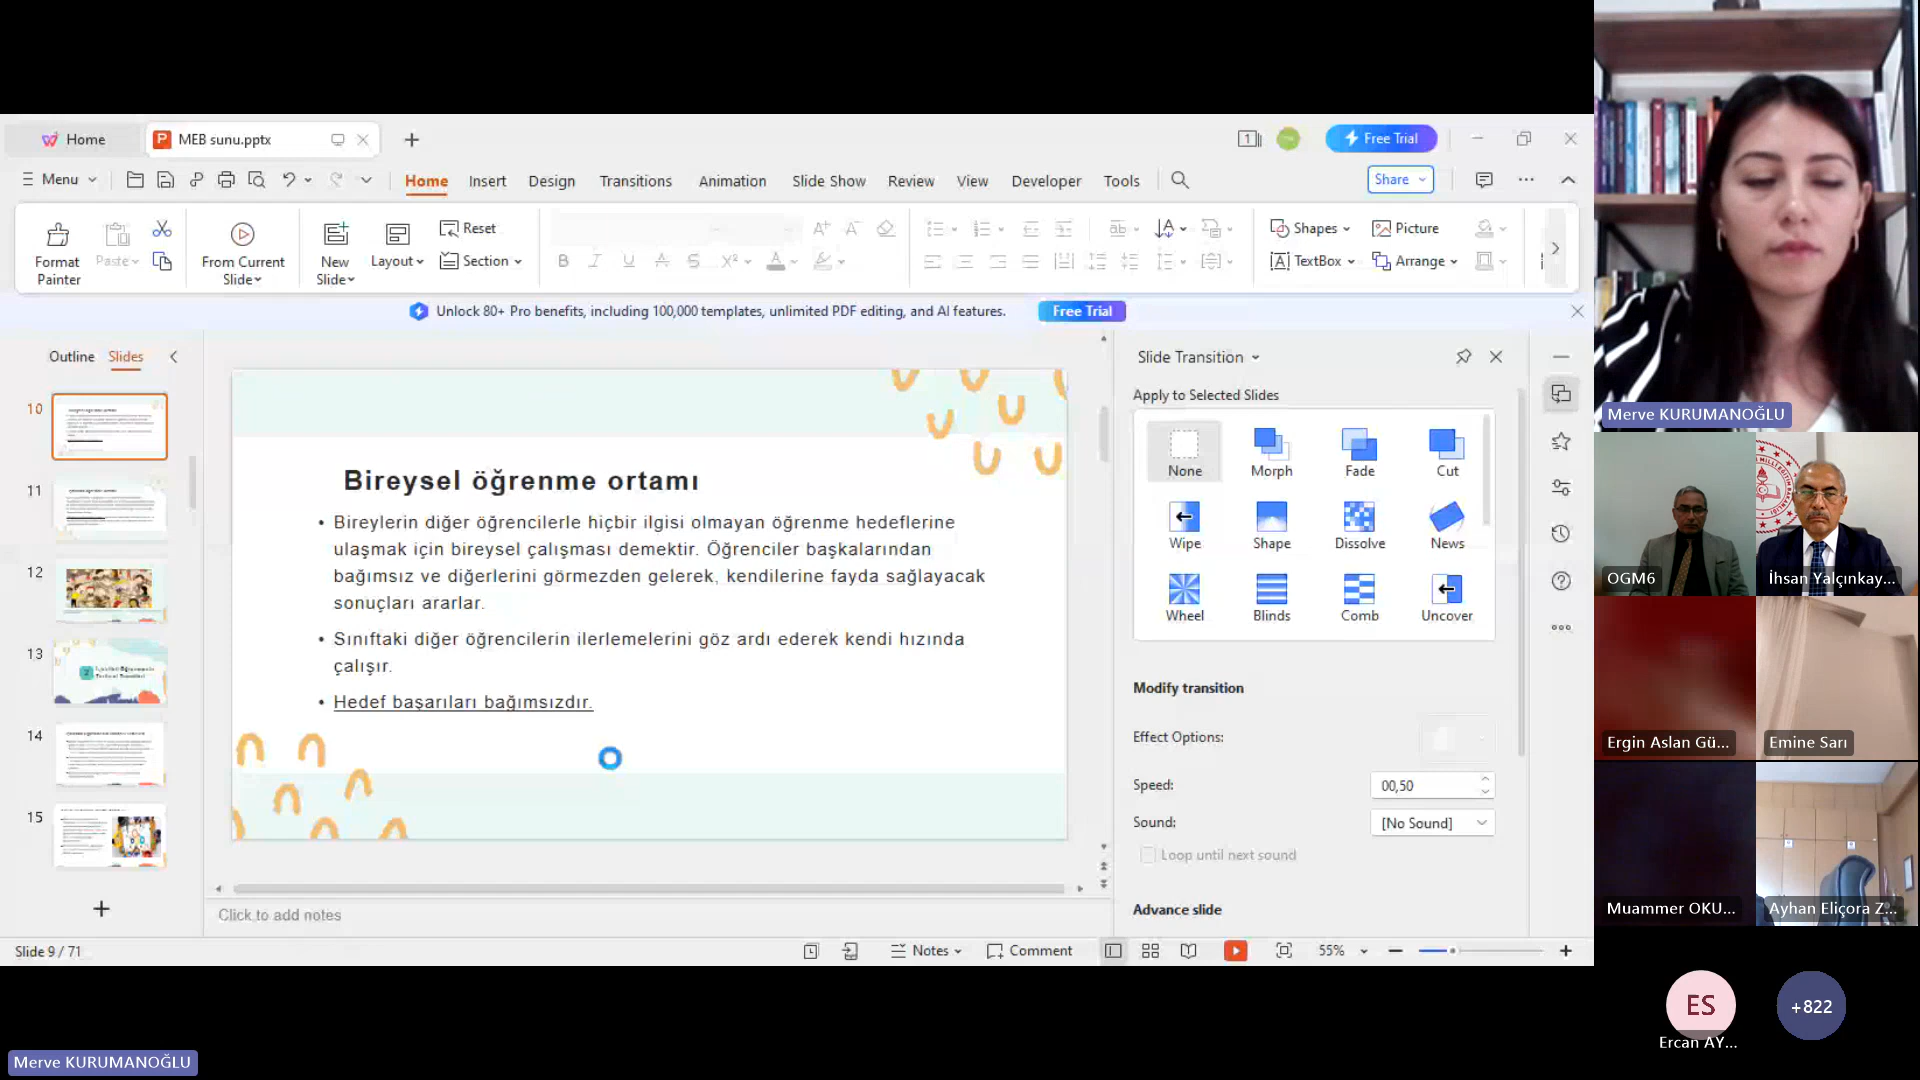 Home
MEB sunu.pptx
Free Trial
Menu
Home Insert Design Transitions Animation Slide Show Review View Developer Tools
Share
Format Painter
Paste
From Current Slide
New Slide
Layout
Reset
Section
Shapes
Picture
TextBox
Arrange
Unlock 80+ Pro benefits, including 100,000 templates, unlimited PDF editing, and AI features.
Free Trial
Outline Slides
10
11
12
13
14
15
Bireysel öğrenme ortamı
• Bireylerin diğer öğrencilerle hiçbir ilgisi olmayan öğrenme hedeflerine
ulaşmak için bireysel çalışması demektir. Öğrenciler başkalarından
bağımsız ve diğerlerini görmezden gelerek, kendilerine fayda sağlayacak
sonuçları ararlar.
• Sınıftaki diğer öğrencilerin ilerlemelerini göz ardı ederek kendi hızında
çalışır.
• Hedef başarıları bağımsızdır.
Click to add notes
Slide Transition
Apply to Selected Slides
None Morph Fade Cut
Wipe Shape Dissolve News
Wheel Blinds Comb Uncover
Modify transition
Effect Options:
Speed: 00,50
Sound: [No Sound]
Loop until next sound
Advance slide
Slide 9 / 71
Notes
Comment
55%
Merve KURUMANOĞLU
OGM6
İhsan Yalçınkay...
Ergin Aslan Gü...
Emine Sarı
Muammer OKU...
Ayhan Eliçora Z...
ES
Ercan AY...
+822
Merve KURUMANOĞLU